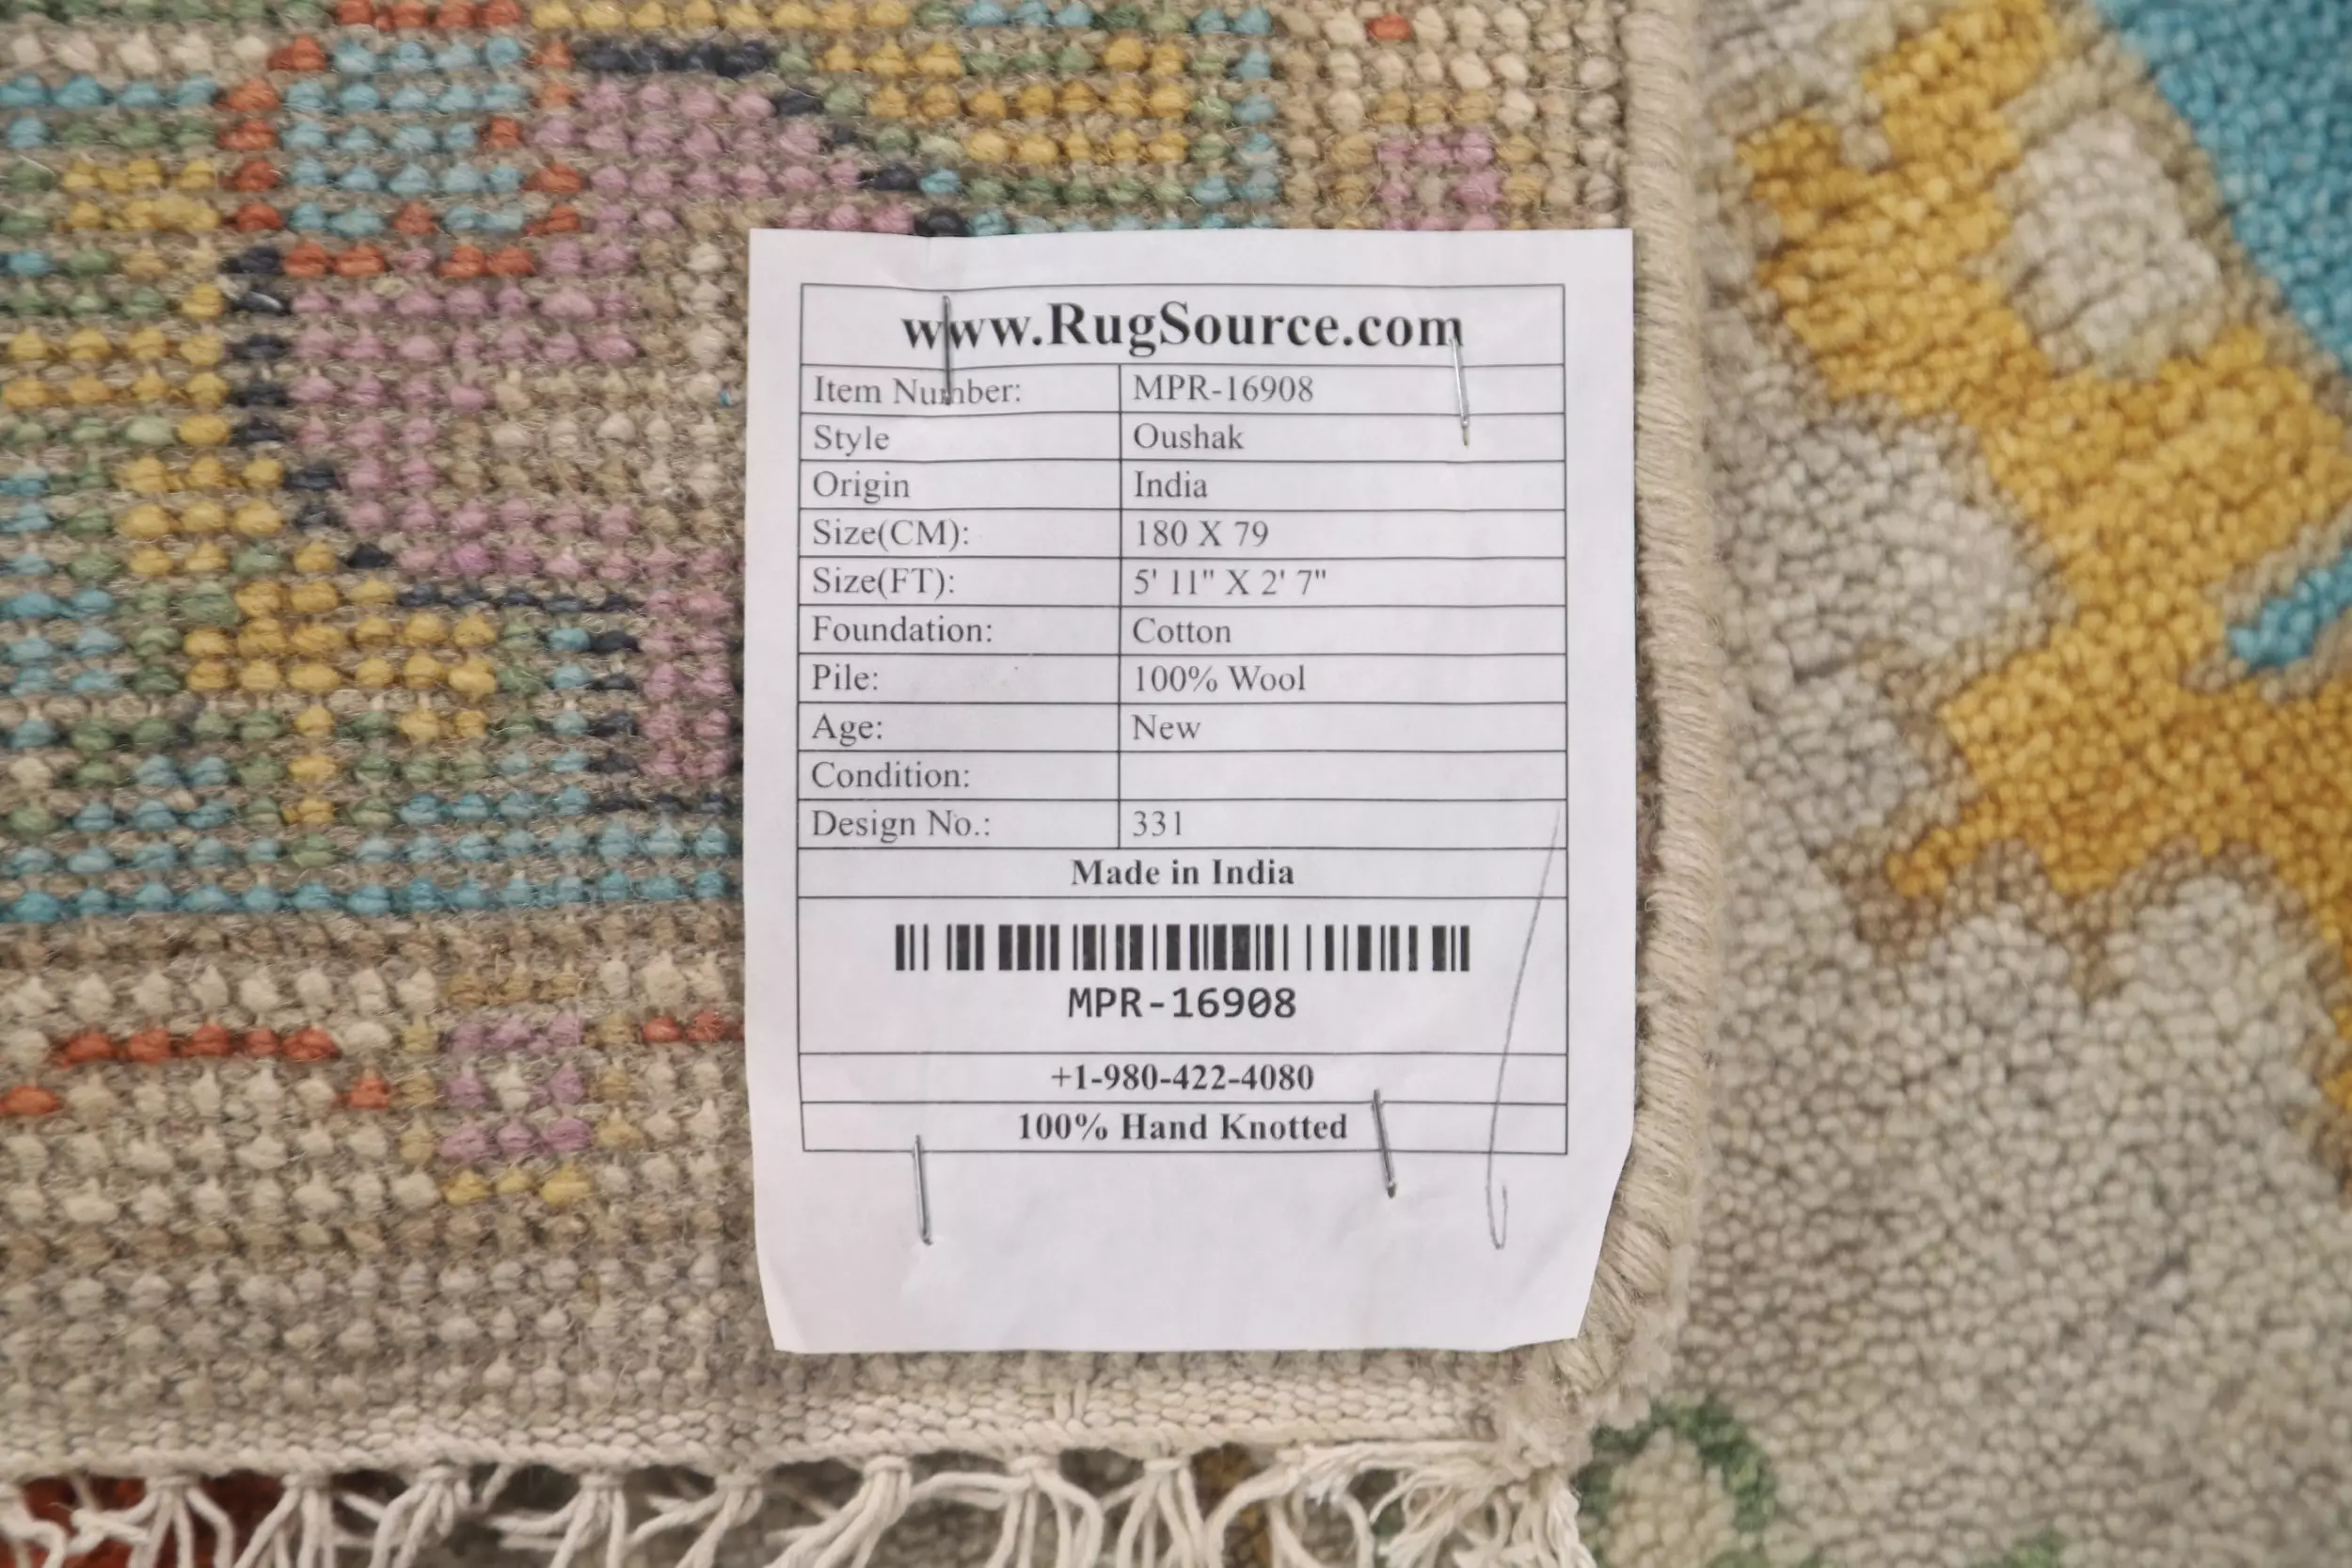 www.RugSource.com
Item Number: MPR-16908
Style Oushak
Origin India
Size(CM): 180 X 79
Size(FT): 5' 11" X 2' 7"
Foundation: Cotton
Pile: 100% Wool
Age: New
Condition:
Design No.: 331
Made in India
MPR-16908
+1-980-422-4080
100% Hand Knotted